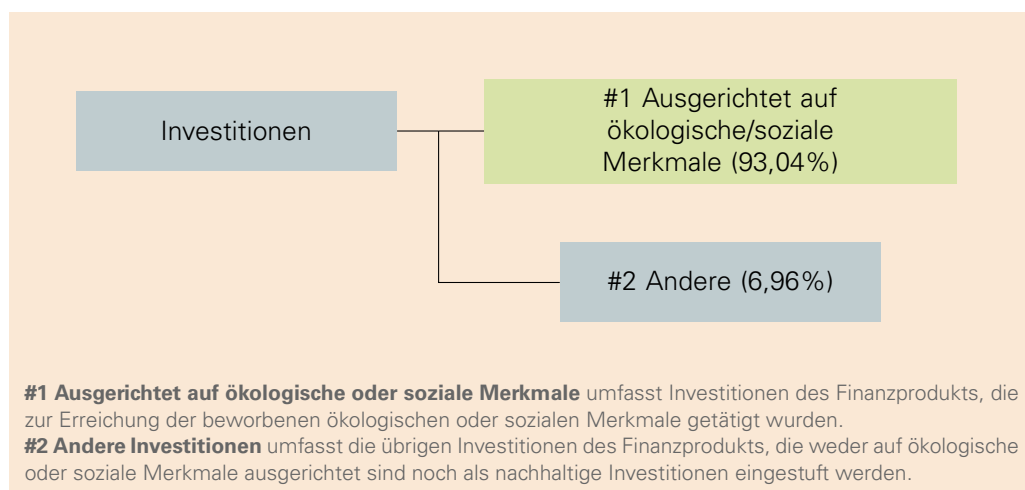 Investitionen
#1 Ausgerichtet auf
ökologische/soziale
Merkmale (93,04%)
#2 Andere (6,96%)
#1 Ausgerichtet auf ökologische oder soziale Merkmale umfasst Investitionen des Finanzprodukts, die
zur Erreichung der beworbenen ökologischen oder sozialen Merkmale getätigt wurden.
#2 Andere Investitionen umfasst die übrigen Investitionen des Finanzprodukts, die weder auf ökologische
oder soziale Merkmale ausgerichtet sind noch als nachhaltige Investitionen eingestuft werden.